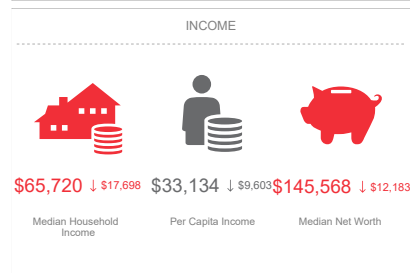 INCOME
$65,720 ↓ $17,698 $33,134 ↓ $9,603 $145,568 ↓ $12,183
Median Household Per Capita Income Median Net Worth
Income